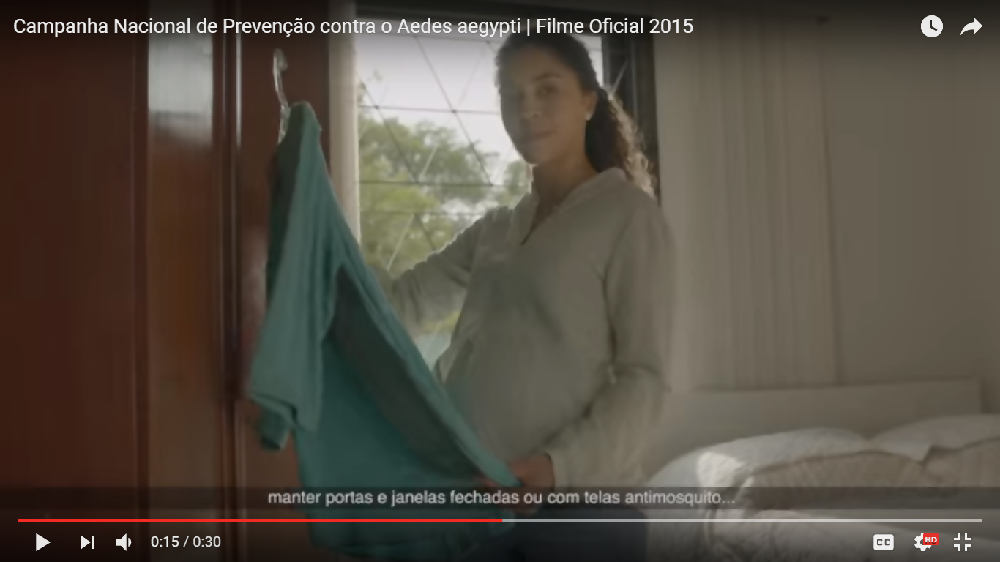 Campanha Nacional de Prevenção contra o Aedes aegypti | Filme Oficial 2015
manter portas e janelas fechadas ou com telas antimosquito...
0:15 / 0:30
CC
HD